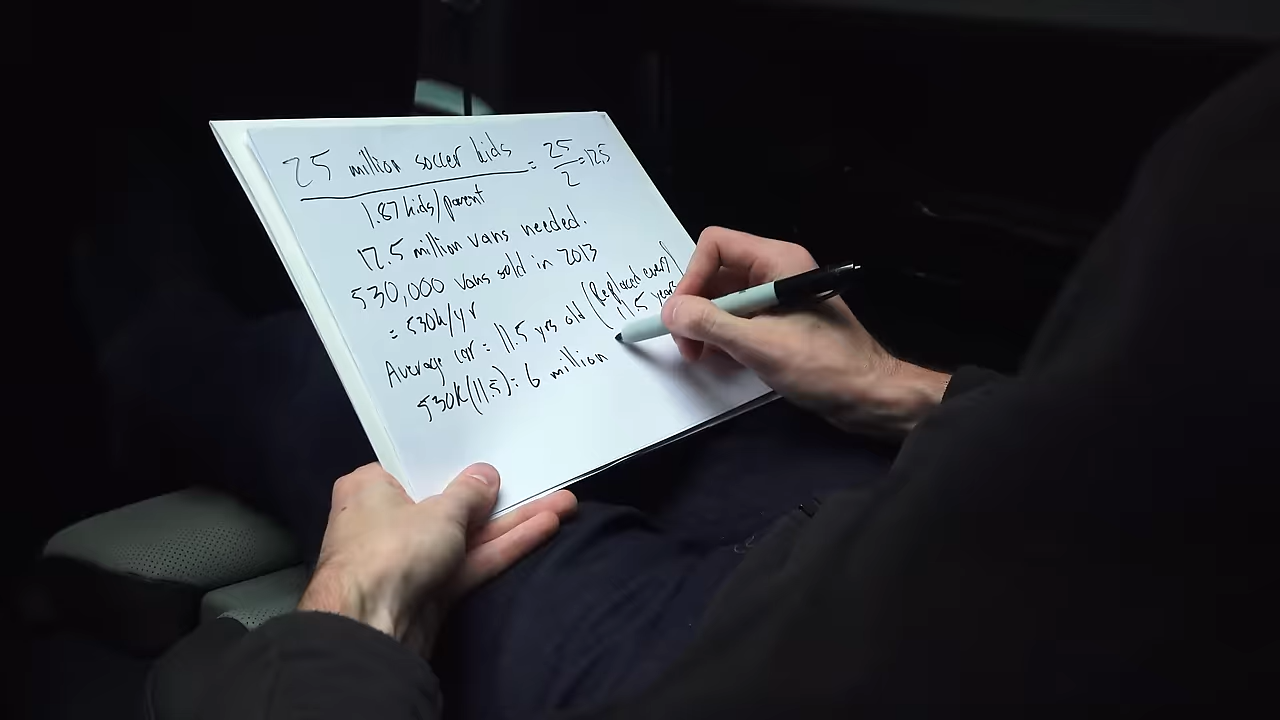 25 million soccer kids = 25/2 = 12.5
1.87 kids/parent
12.5 million vans needed.
530,000 vans sold in 2013
= 530k/yr
Average car = 11.5 yrs old (Replaced every 11.5 years
530k(11.5) = 6 million